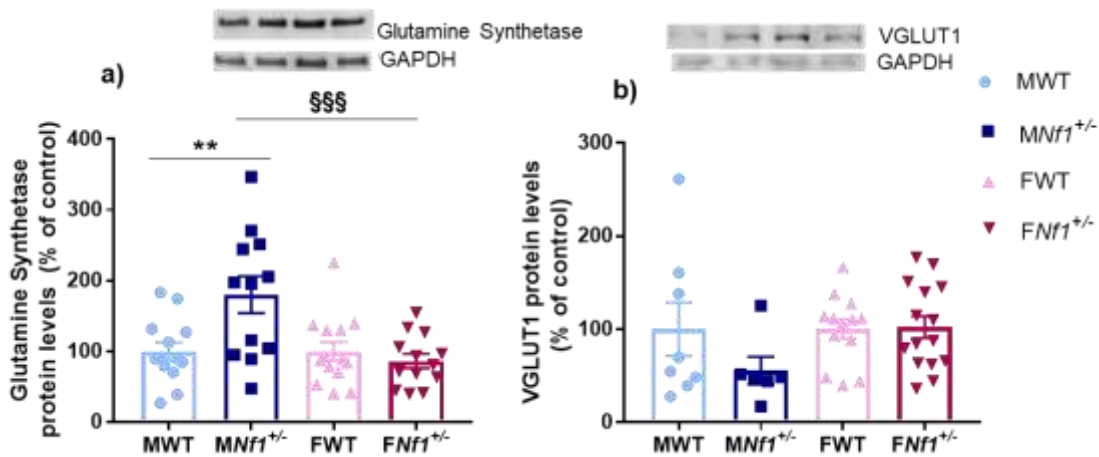 Glutamine Synthetase
GAPDH
a)
§§§
**
Glutamine Synthetase
protein levels (% of control)
400
300
200
100
0
MWT
MNf1+/-
FWT
FNf1+/-
VGLUT1
GAPDH
b)
VGLUT1 protein levels
(% of control)
300
200
100
0
MWT
MNf1+/-
FWT
FNf1+/-
MWT
MNf1+/-
FWT
FNf1+/-